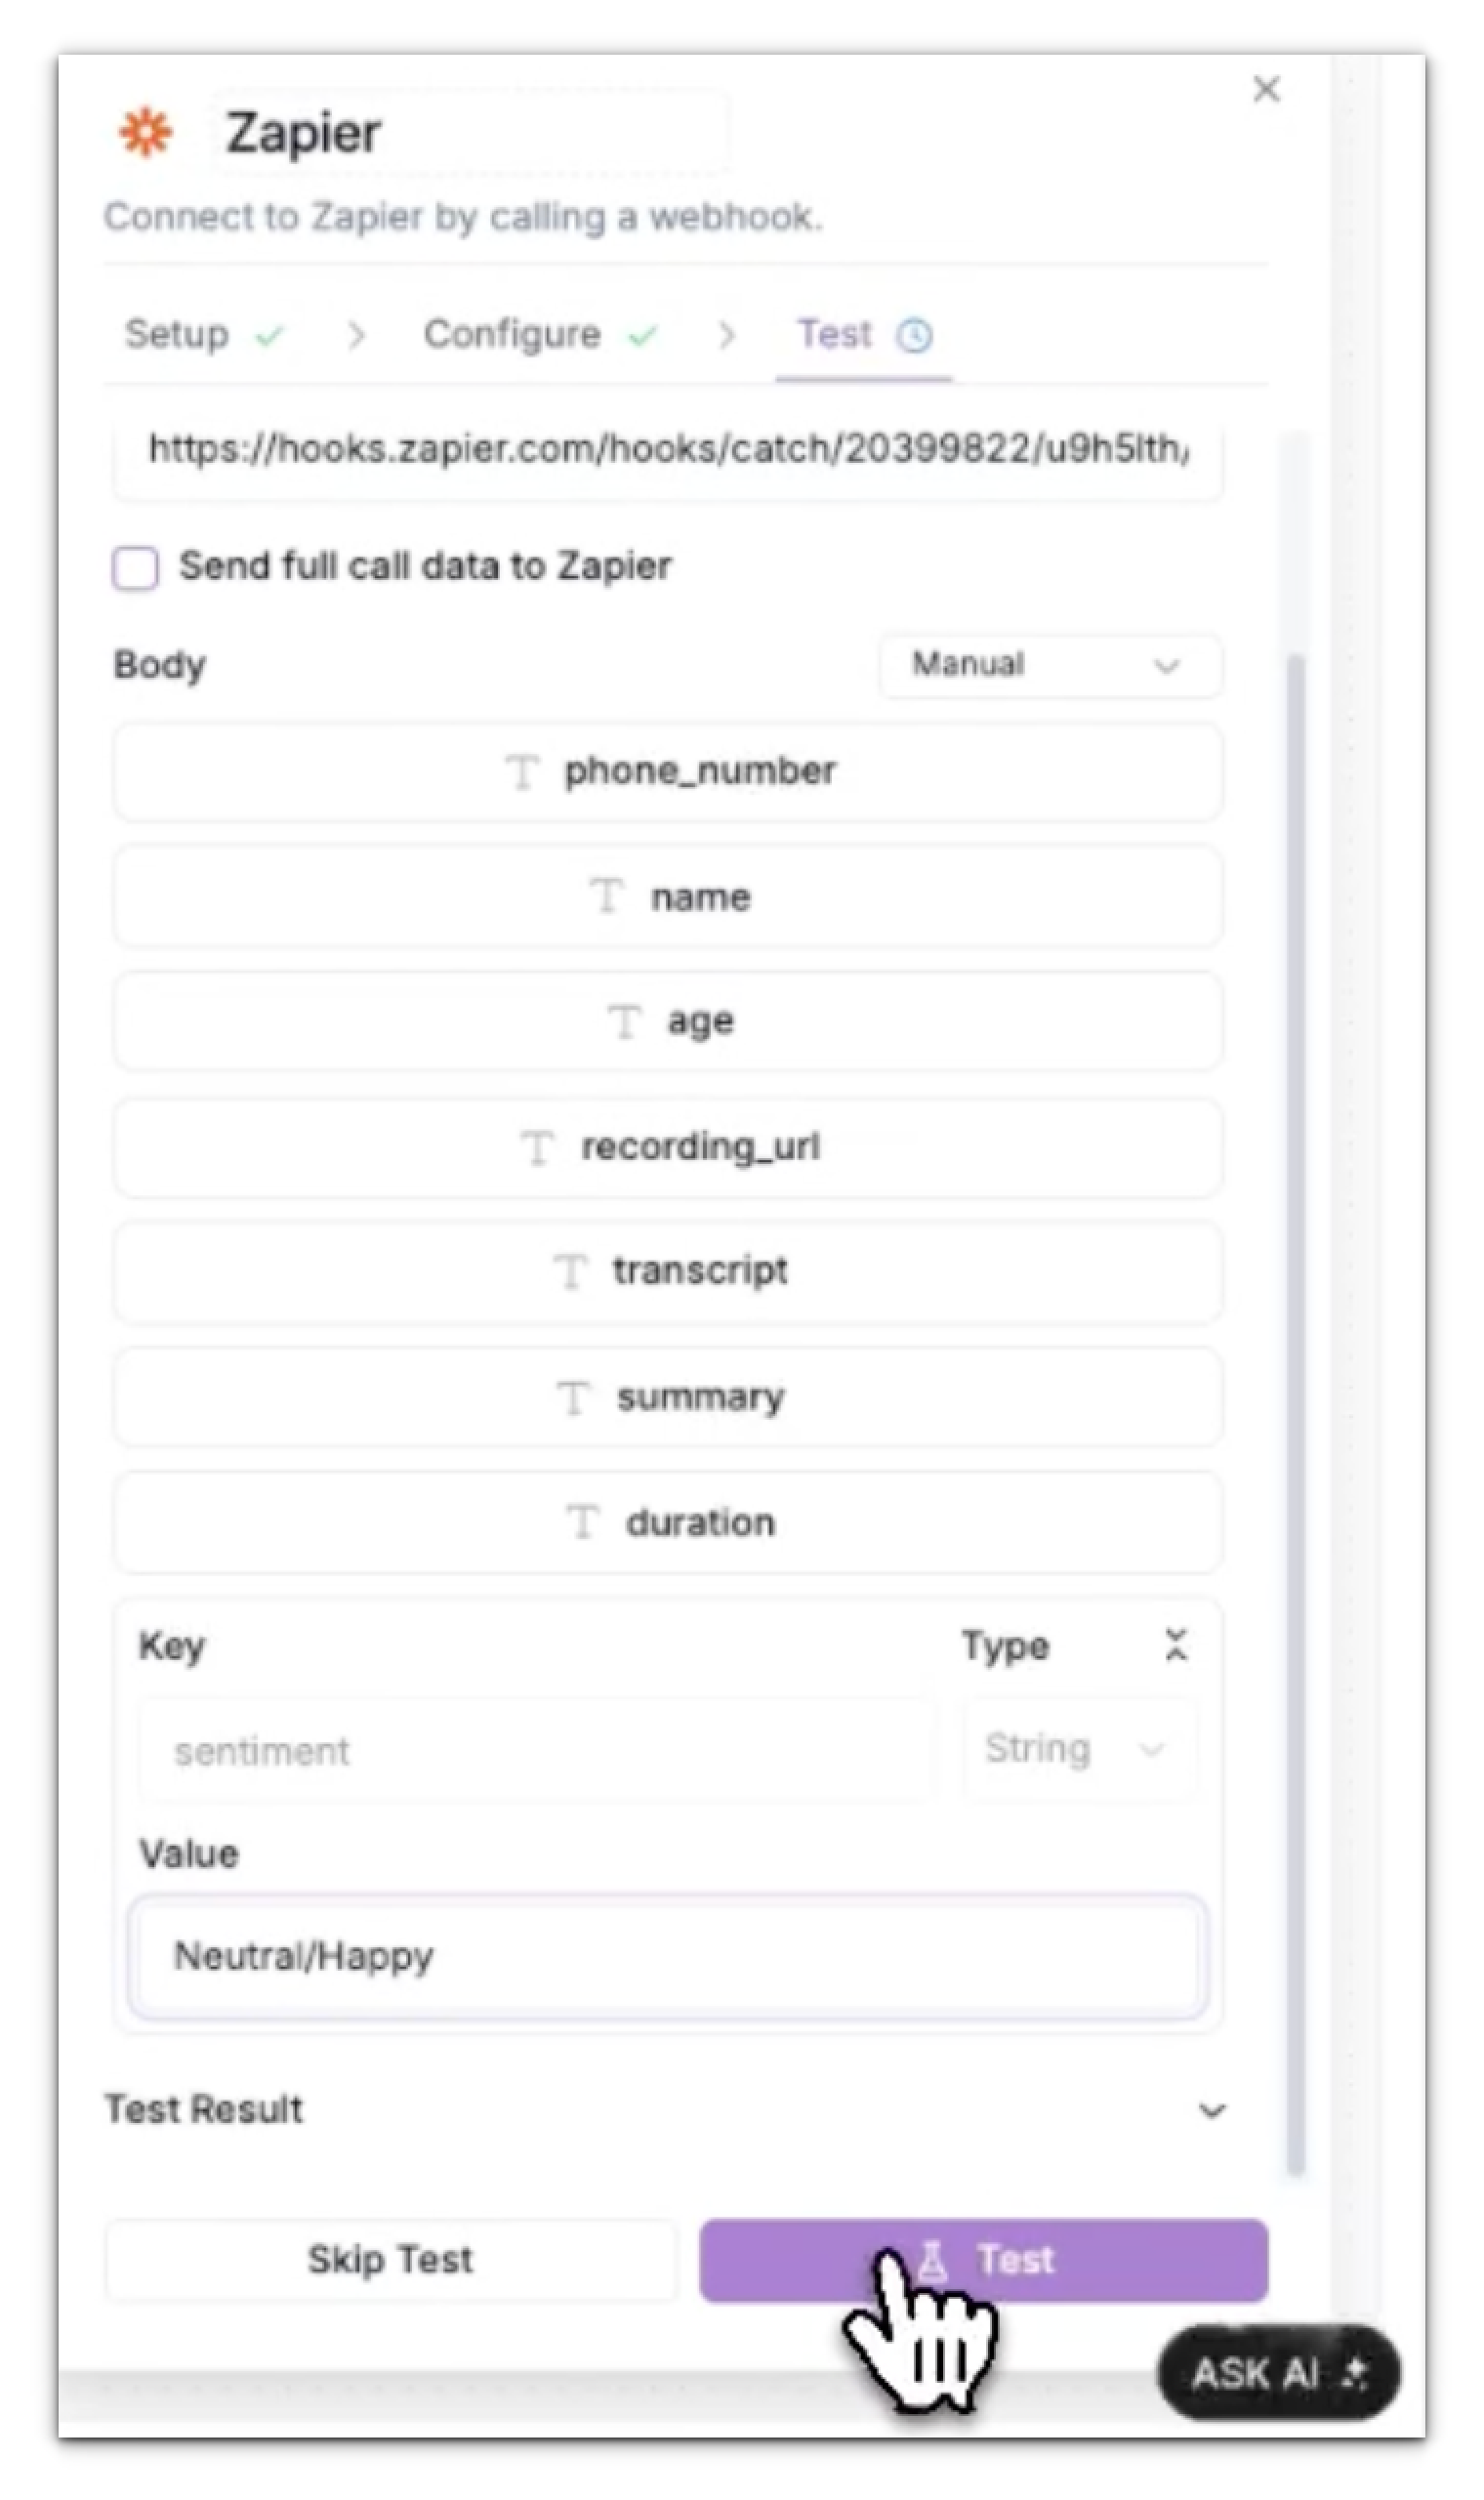 Zapier
Connect to Zapier by calling a webhook.
Setup
Configure
Test
https://hooks.zapier.com/hooks/catch/20399822/u9h5lth/
Send full call data to Zapier
Body
Manual
phone_number
name
age
recording_url
transcript
summary
duration
Key
Type
sentiment
String
Value
Neutral/Happy
Test Result
Skip Test
Test
ASK AI